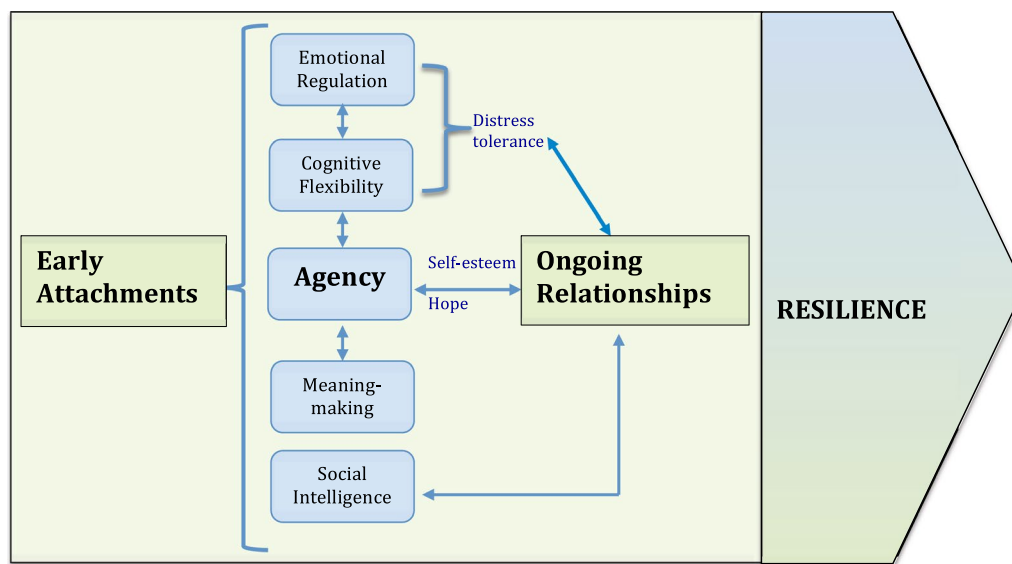 Early
Attachments
Emotional
Regulation
Cognitive
Flexibility
Agency
Meaning-
making
Social
Intelligence
Distress
tolerance
Self-esteem
Hope
Ongoing
Relationships
RESILIENCE